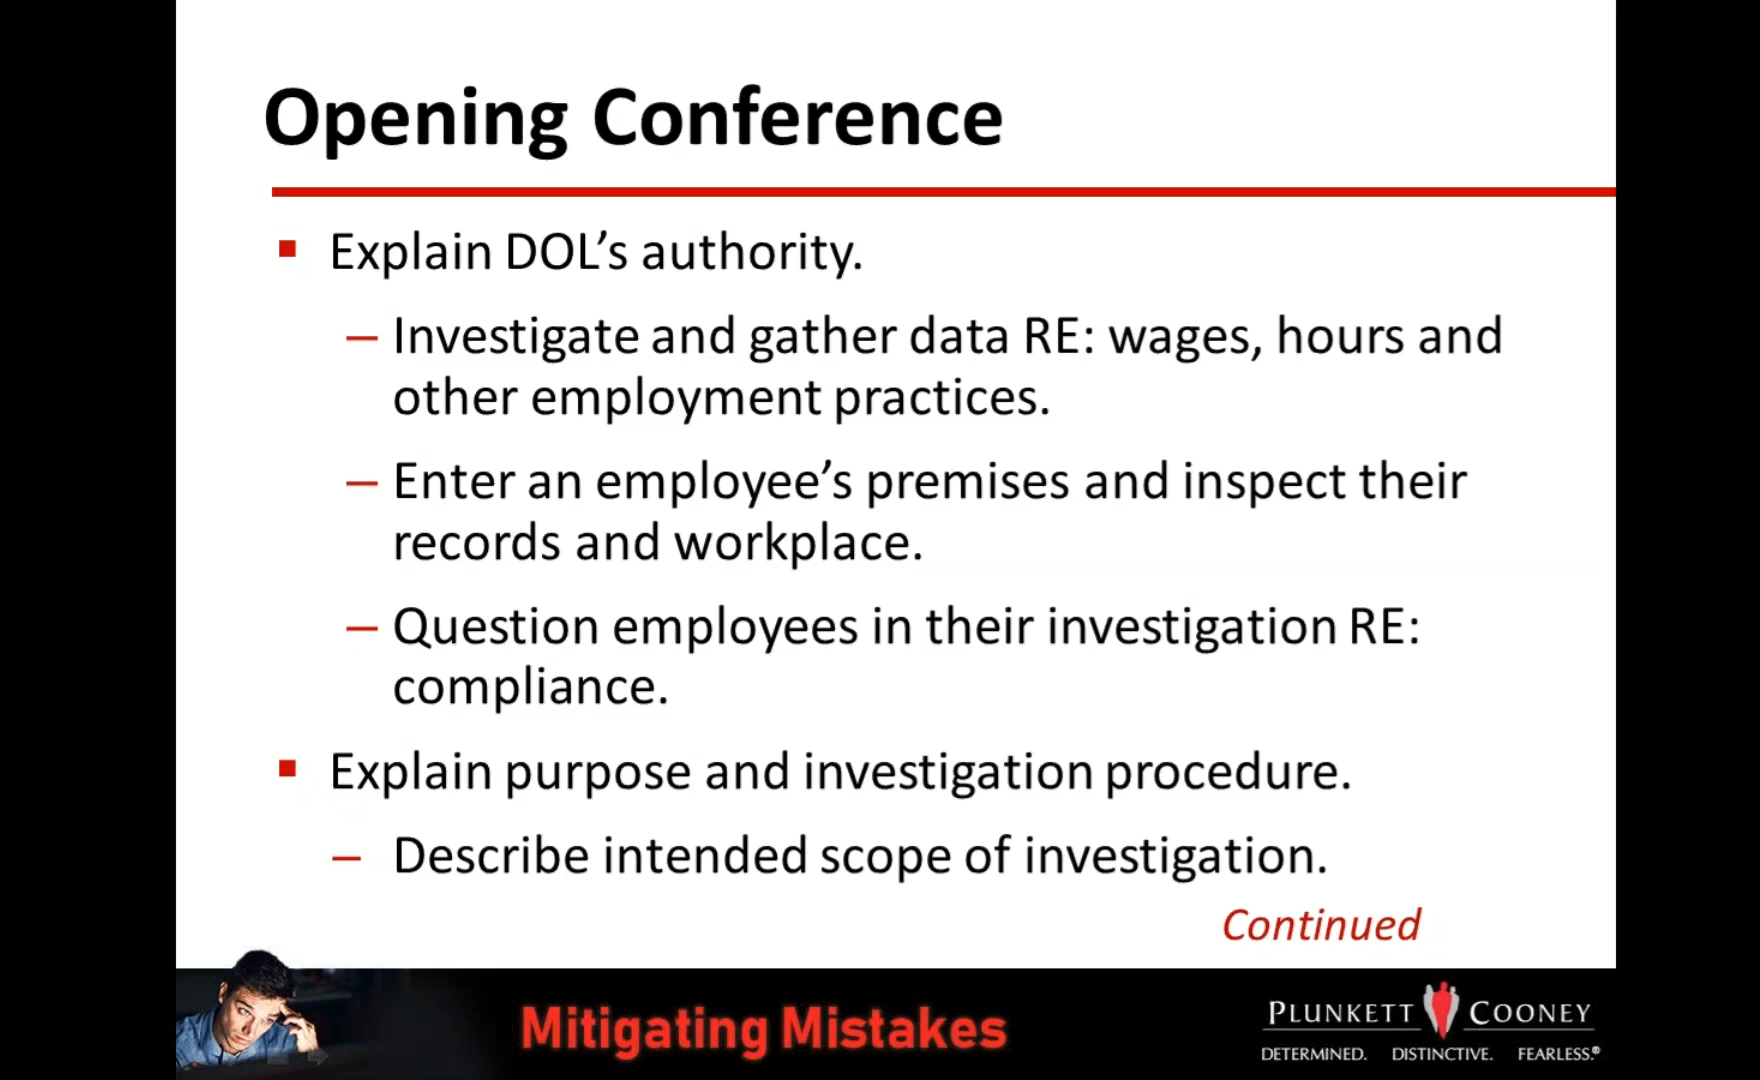 Opening Conference
▪ Explain DOL’s authority.
– Investigate and gather data RE: wages, hours and
other employment practices.
– Enter an employee’s premises and inspect their
records and workplace.
– Question employees in their investigation RE:
compliance.
▪ Explain purpose and investigation procedure.
– Describe intended scope of investigation.
Continued
Mitigating Mistakes
PLUNKETT COONEY
DETERMINED. DISTINCTIVE. FEARLESS.®